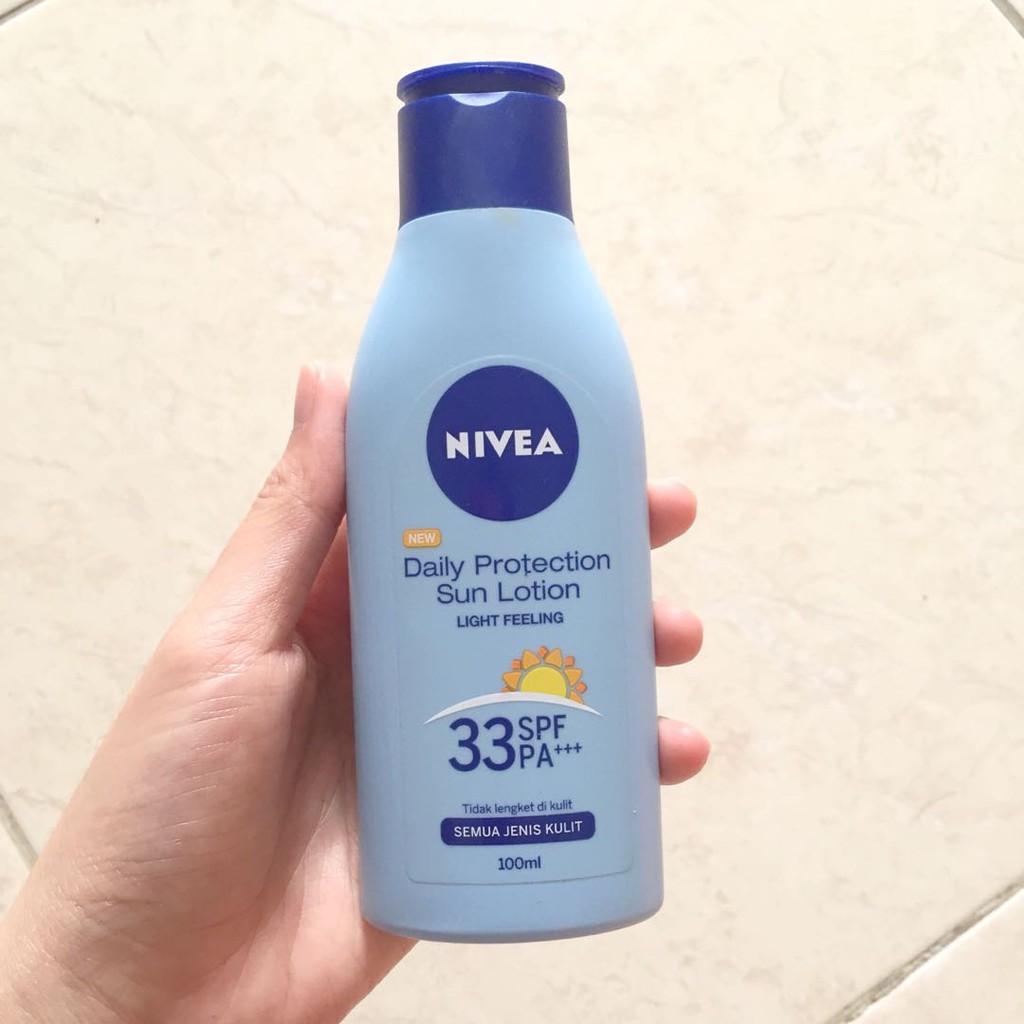 NIVEA
NEW
Daily Protection
Sun Lotion
LIGHT FEELING
33 SPF
PA+++
Tidak lengket di kulit
SEMUA JENIS KULIT
100ml